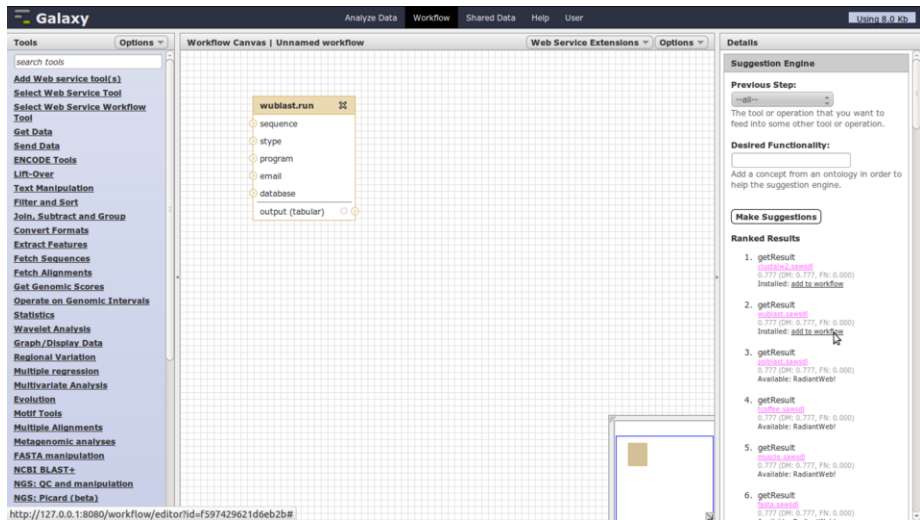 Galaxy
Analyze Data Workflow Shared Data Help User
Using 8.0 Kb
Tools
Options
search tools
Add Web service tool(s)
Select Web Service Tool
Select Web Service Workflow
Tool
Get Data
Send Data
ENCODE Tools
Lift-Over
Text Manipulation
Filter and Sort
Join, Subtract and Group
Convert Formats
Extract Features
Fetch Sequences
Fetch Alignments
Get Genomic Scores
Operate on Genomic Intervals
Statistics
Wavelet Analysis
Graph/Display Data
Regional Variation
Multiple regression
Multivariate Analysis
Evolution
Motif Tools
Multiple Alignments
Metagenomic analyses
FASTA manipulation
NCBI BLAST+
NGS: QC and manipulation
NGS: Picard (beta)
http://127.0.0.1:8080/workflow/editor?id=f597429621d6eb2b#
Workflow Canvas | Unnamed workflow
Web Service Extensions
Options
wublast.run
sequence
stype
program
email
database
output (tabular)
Details
Suggestion Engine
Previous Step:
--all--
The tool or operation that you want to
feed into some other tool or operation.
Desired Functionality:
Add a concept from an ontology in order to
help the suggestion engine.
Make Suggestions
Ranked Results
1. getResult
clustalw2.sawsdl
0.777 (DM: 0.777, FN: 0.000)
Installed: add to workflow
2. getResult
wublast.sawsdl
0.777 (DM: 0.777, FN: 0.000)
Installed: add to workflow
3. getResult
psiblast.sawsdl
0.777 (DM: 0.777, FN: 0.000)
Available: RadiantWeb!
4. getResult
tcoffee.sawsdl
0.777 (DM: 0.777, FN: 0.000)
Available: RadiantWeb!
5. getResult
muscle.sawsdl
0.777 (DM: 0.777, FN: 0.000)
Available: RadiantWeb!
6. getResult
fasta.sawsdl
0.777 (DM: 0.777, FN: 0.000)